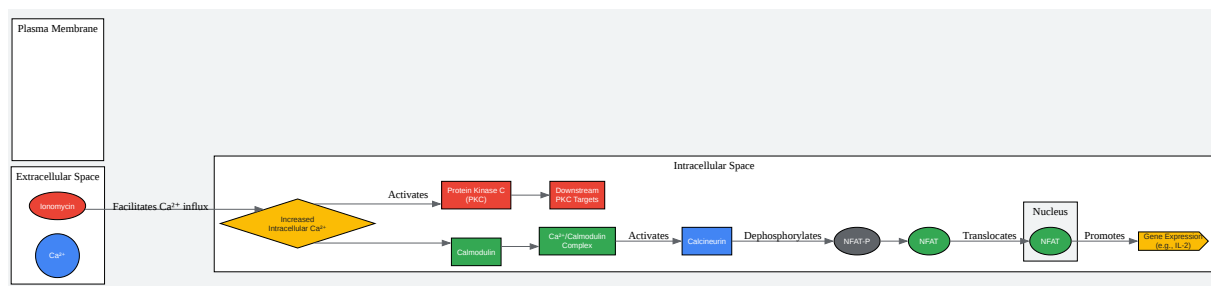 Plasma Membrane
Extracellular Space
Ionomycin
Ca²⁺
Facilitates Ca²⁺ influx
Intracellular Space
Increased
Intracellular Ca²⁺
Activates
Protein Kinase C
(PKC)
Downstream
PKC Targets
Calmodulin
Ca²⁺/Calmodulin
Complex
Activates
Calcineurin
Dephosphorylates
NFAT-P
NFAT
Translocates
Nucleus
NFAT
Promotes
Gene Expression
(e.g., IL-2)